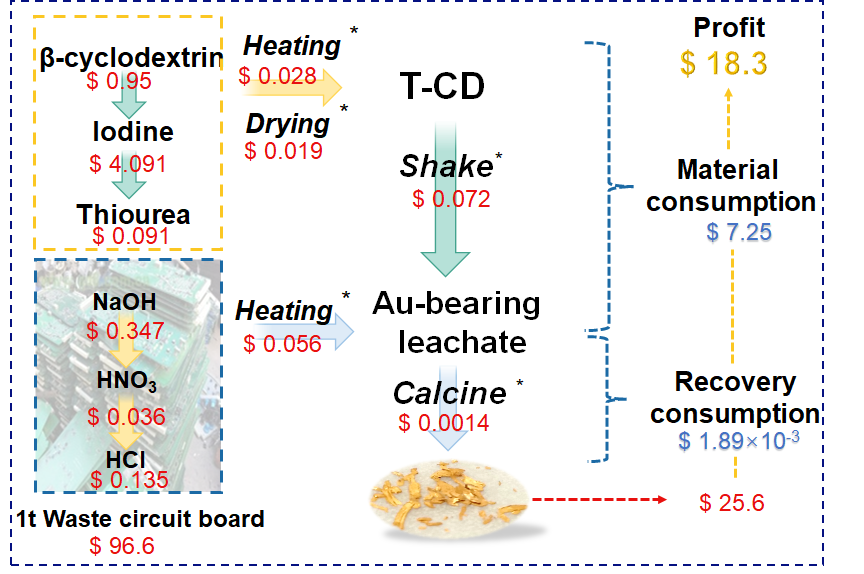 β-cyclodextrin
$ 0.95
Iodine
$ 4.091
Thiourea
$ 0.091
Heating *
$ 0.028
Drying *
$ 0.019
T-CD
Shake*
$ 0.072
NaOH
$ 0.347
HNO₃
$ 0.036
HCl
$ 0.135
1t Waste circuit board
$ 96.6
Heating *
$ 0.056
Au-bearing
leachate
Calcine *
$ 0.0014
Profit
$ 18.3
Material
consumption
$ 7.25
Recovery
consumption
$ 1.89×10⁻³
$ 25.6